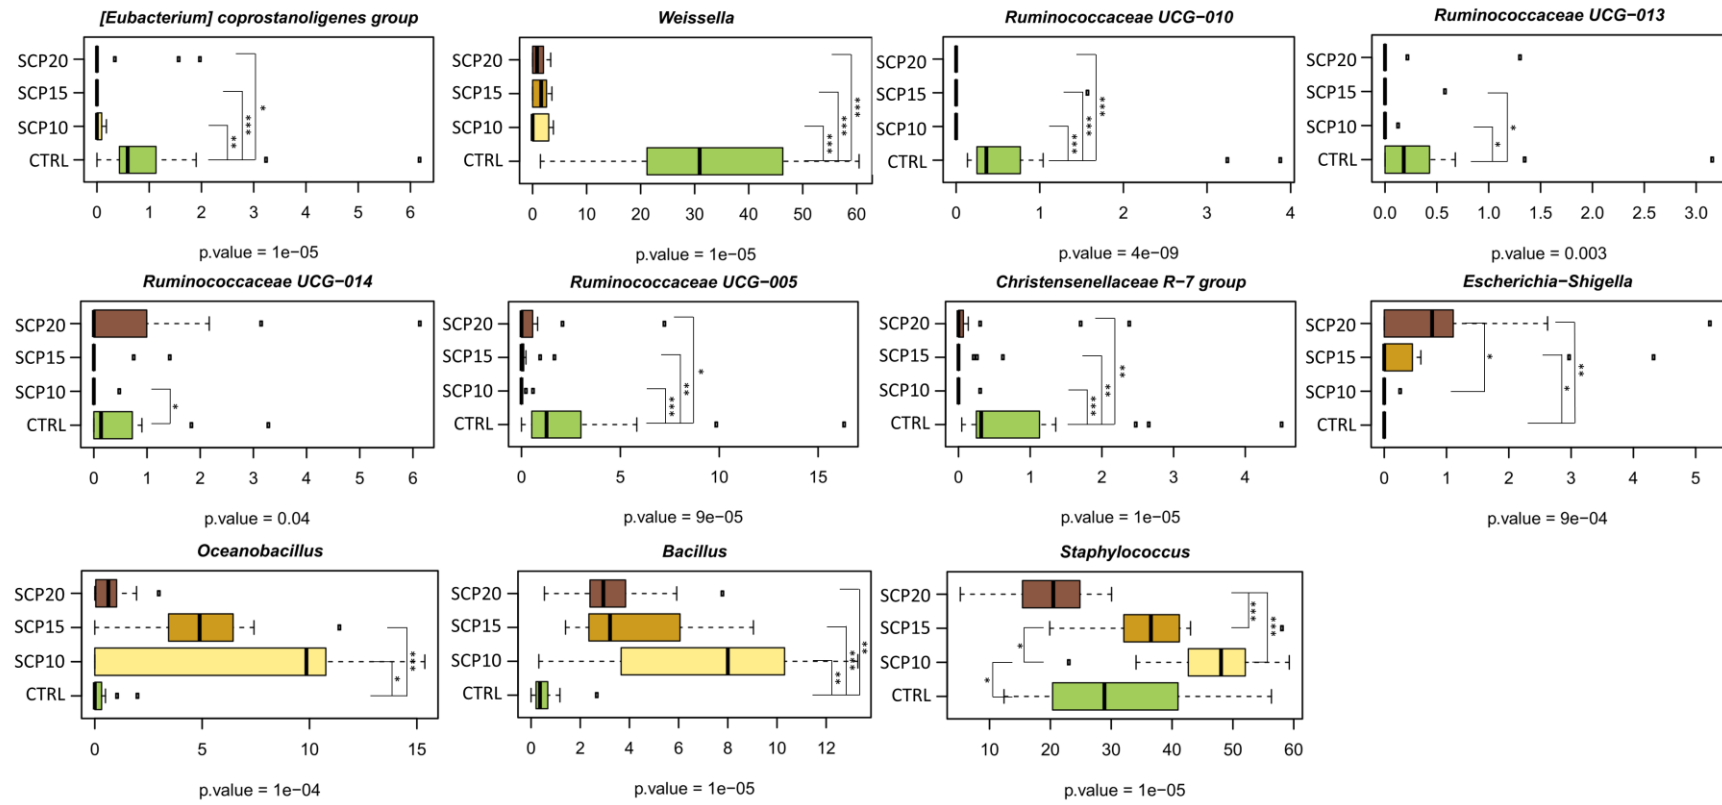 [Eubacterium] coprostanoligenes group
SCP20
SCP15
SCP10
CTRL
*
***
**
0 1 2 3 4 5 6
p.value = 1e−05
Weissella
SCP20
SCP15
SCP10
CTRL
***
***
***
0 10 20 30 40 50 60
p.value = 1e−05
Ruminococcaceae UCG−010
SCP20
SCP15
SCP10
CTRL
***
***
***
0 1 2 3 4
p.value = 4e−09
Ruminococcaceae UCG−013
SCP20
SCP15
SCP10
CTRL
*
*
0.0 0.5 1.0 1.5 2.0 2.5 3.0
p.value = 0.003
Ruminococcaceae UCG−014
SCP20
SCP15
SCP10
CTRL
*
0 1 2 3 4 5 6
p.value = 0.04
Ruminococcaceae UCG−005
SCP20
SCP15
SCP10
CTRL
*
**
***
0 5 10 15
p.value = 9e−05
Christensenellaceae R−7 group
SCP20
SCP15
SCP10
CTRL
**
**
***
0 1 2 3 4
p.value = 1e−05
Escherichia−Shigella
SCP20
SCP15
SCP10
CTRL
*
**
*
0 1 2 3 4 5
p.value = 9e−04
Oceanobacillus
SCP20
SCP15
SCP10
CTRL
***
*
0 5 10 15
p.value = 1e−04
Bacillus
SCP20
SCP15
SCP10
CTRL
**
***
**
0 2 4 6 8 10 12
p.value = 1e−05
Staphylococcus
SCP20
SCP15
SCP10
CTRL
***
***
*
*
10 20 30 40 50 60
p.value = 1e−05